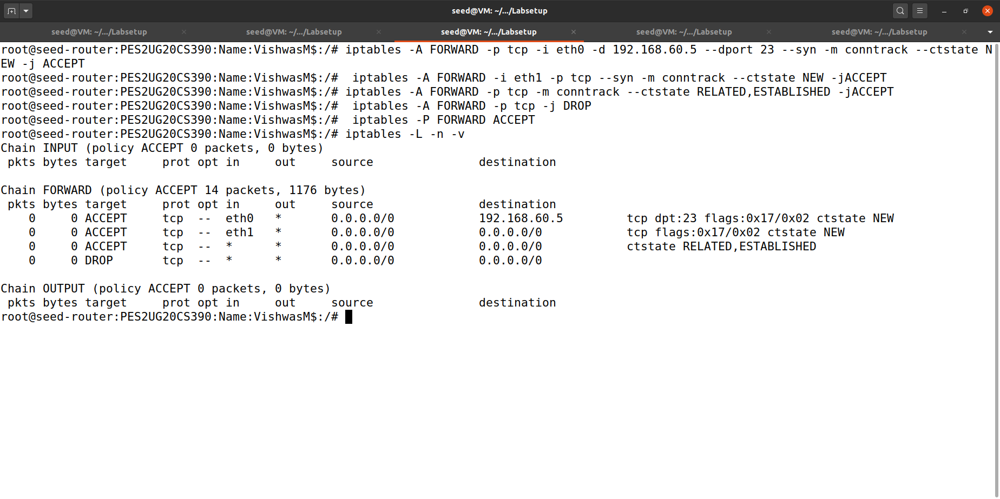 seed@VM: ~/.../Labsetup
seed@VM: ~/.../Labsetup
seed@VM: ~/.../Labsetup
seed@VM: ~/.../Labsetup
seed@VM: ~/.../Labsetup
seed@VM: ~/.../Labsetup
root@seed-router:PES2UG20CS390:Name:VishwasM$:/# iptables -A FORWARD -p tcp -i eth0 -d 192.168.60.5 --dport 23 --syn -m conntrack --ctstate N
EW -j ACCEPT
root@seed-router:PES2UG20CS390:Name:VishwasM$:/#  iptables -A FORWARD -i eth1 -p tcp --syn -m conntrack --ctstate NEW -jACCEPT
root@seed-router:PES2UG20CS390:Name:VishwasM$:/# iptables -A FORWARD -p tcp -m conntrack --ctstate RELATED,ESTABLISHED -jACCEPT
root@seed-router:PES2UG20CS390:Name:VishwasM$:/#  iptables -A FORWARD -p tcp -j DROP
root@seed-router:PES2UG20CS390:Name:VishwasM$:/#  iptables -P FORWARD ACCEPT
root@seed-router:PES2UG20CS390:Name:VishwasM$:/# iptables -L -n -v
Chain INPUT (policy ACCEPT 0 packets, 0 bytes)
 pkts bytes target     prot opt in     out     source               destination

Chain FORWARD (policy ACCEPT 14 packets, 1176 bytes)
 pkts bytes target     prot opt in     out     source               destination
    0     0 ACCEPT     tcp  --  eth0   *       0.0.0.0/0            192.168.60.5         tcp dpt:23 flags:0x17/0x02 ctstate NEW
    0     0 ACCEPT     tcp  --  eth1   *       0.0.0.0/0            0.0.0.0/0            tcp flags:0x17/0x02 ctstate NEW
    0     0 ACCEPT     tcp  --  *      *       0.0.0.0/0            0.0.0.0/0            ctstate RELATED,ESTABLISHED
    0     0 DROP       tcp  --  *      *       0.0.0.0/0            0.0.0.0/0

Chain OUTPUT (policy ACCEPT 0 packets, 0 bytes)
 pkts bytes target     prot opt in     out     source               destination
root@seed-router:PES2UG20CS390:Name:VishwasM$:/#